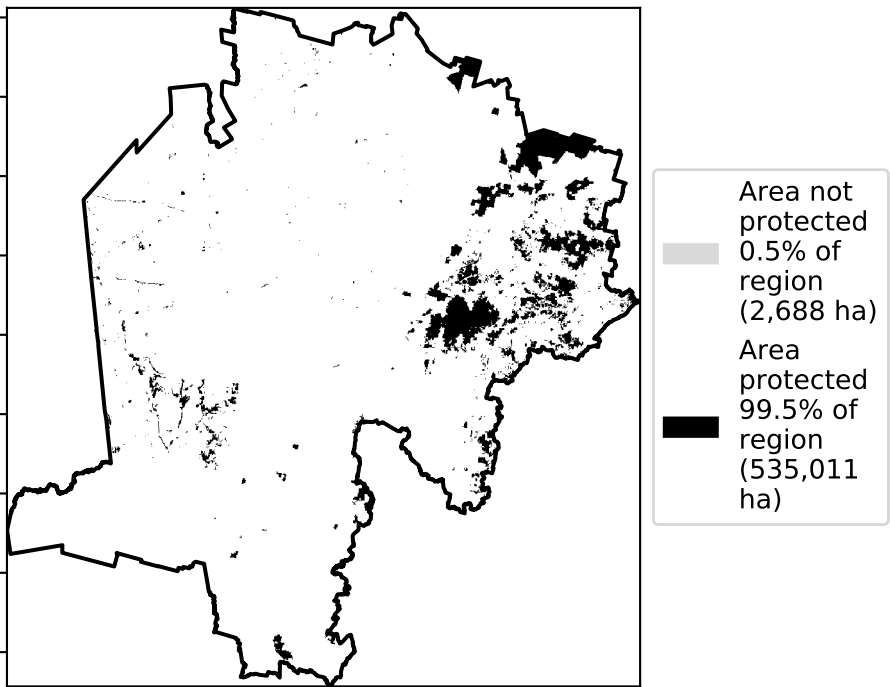 Area not
protected
0.5% of
region
(2,688 ha)
Area
protected
99.5% of
region
(535,011
ha)